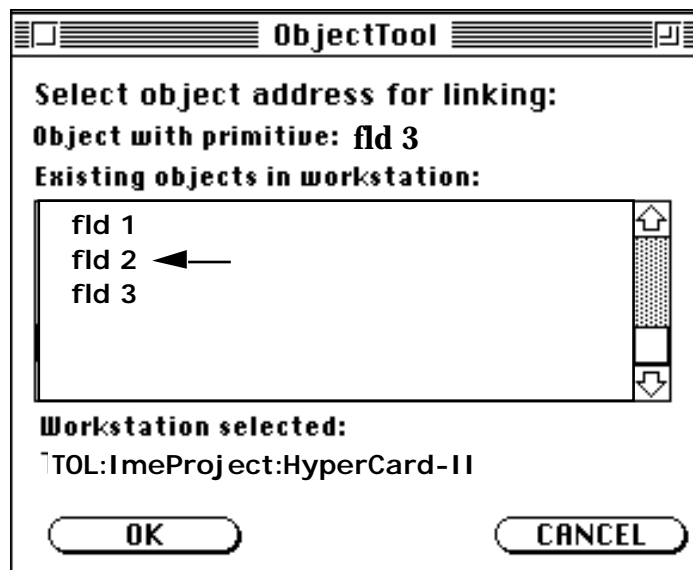 ObjectTool
Select object address for linking:
Object with primitive: fld 3
Existing objects in workstation:
fld 1
fld 2
fld 3
Workstation selected:
TOL:ImeProject:HyperCard-II
OK CANCEL